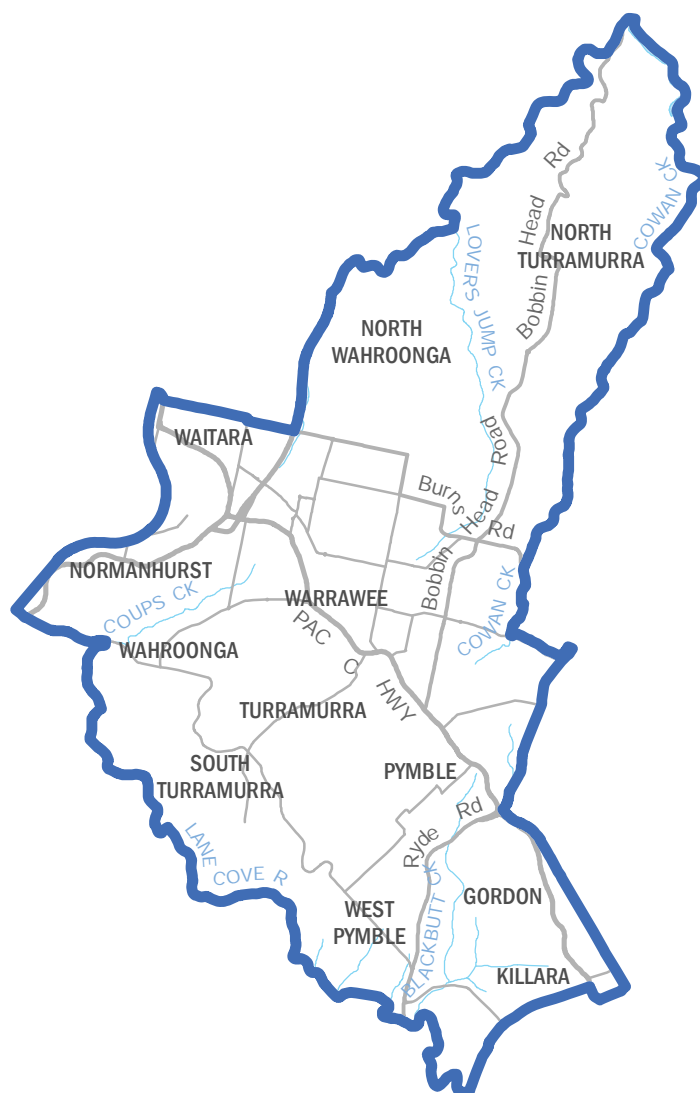 Rd
COWAN CK
Bobbin Head
NORTH
TURRAMURRA
LOVERS JUMP CK
NORTH
WAHROONGA
WAITARA
Road
Burns
Rd
Bobbin Head
NORMANHURST
COUPS CK
WARRAWEE
COWAN CK
WAHROONGA
PAC
C
HWY
TURRAMURRA
SOUTH
TURRAMURRA
PYMBLE
Ryde Rd
LANE
COVE R
BLACKBUTT CK
GORDON
WEST
PYMBLE
KILLARA